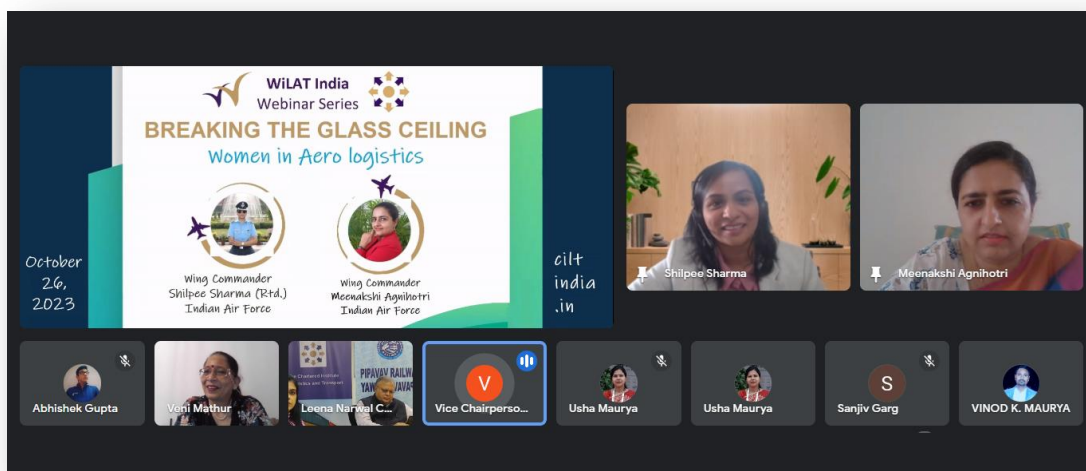 WiLAT India
Webinar Series
BREAKING THE GLASS CEILING
Women in Aero logistics
October
26,
2023
Wing Commander
Shilpee Sharma (Rtd.)
Indian Air Force
Wing Commander
Meenakshi Agnihotri
Indian Air Force
cilt
india
.in
Shilpee Sharma
Meenakshi Agnihotri
Abhishek Gupta
Veni Mathur
Leena Narwal C...
PIPAVAV RAILWA
V
Vice Chairperso...
Usha Maurya
Usha Maurya
S
Sanjiv Garg
VINOD K. MAURYA